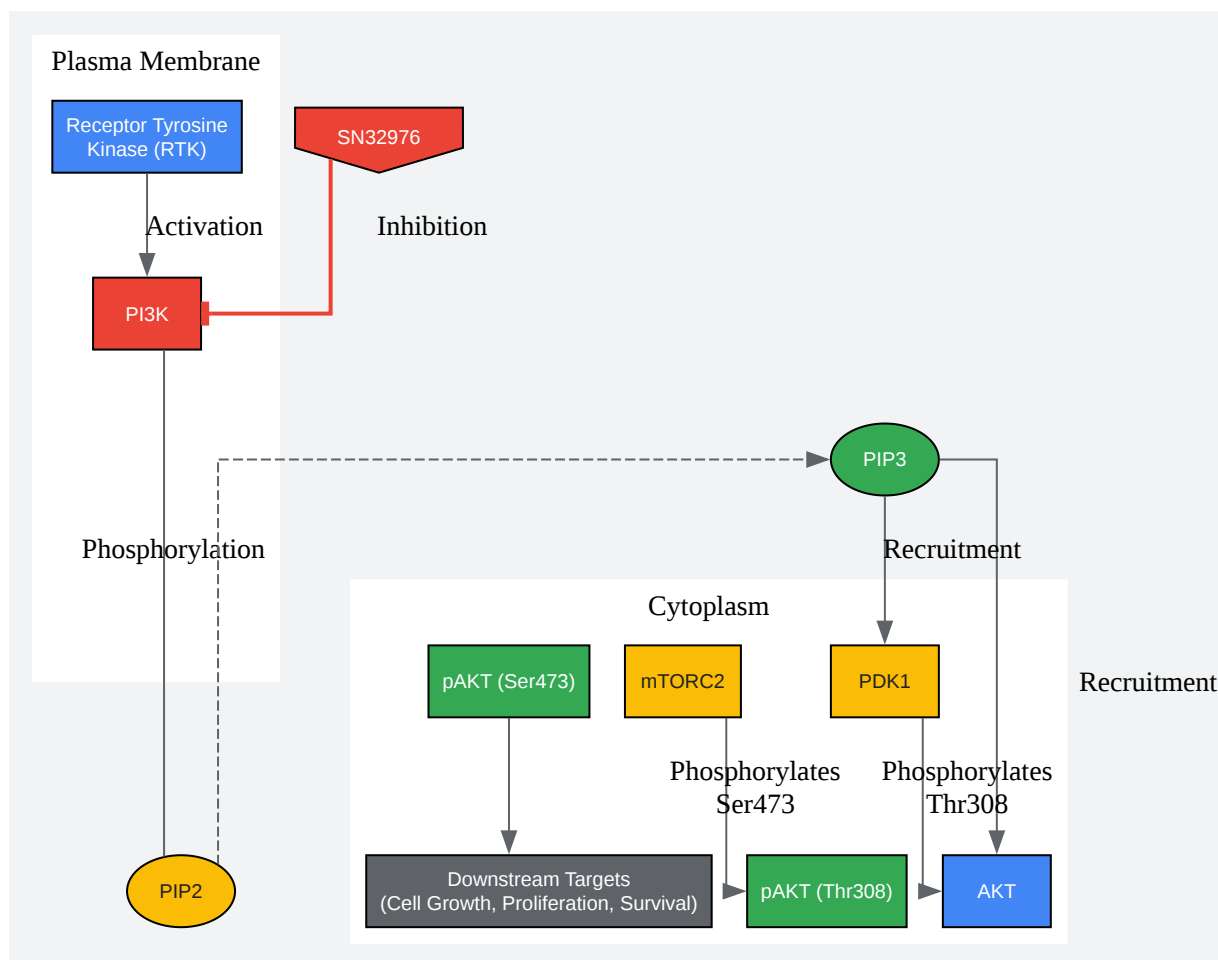 Plasma Membrane
Receptor Tyrosine
Kinase (RTK)
SN32976
Activation
Inhibition
PI3K
PIP3
Phosphorylation
Recruitment
Cytoplasm
pAKT (Ser473)
mTORC2
PDK1
Recruitment
Phosphorylates
Ser473
Phosphorylates
Thr308
PIP2
Downstream Targets
(Cell Growth, Proliferation, Survival)
pAKT (Thr308)
AKT